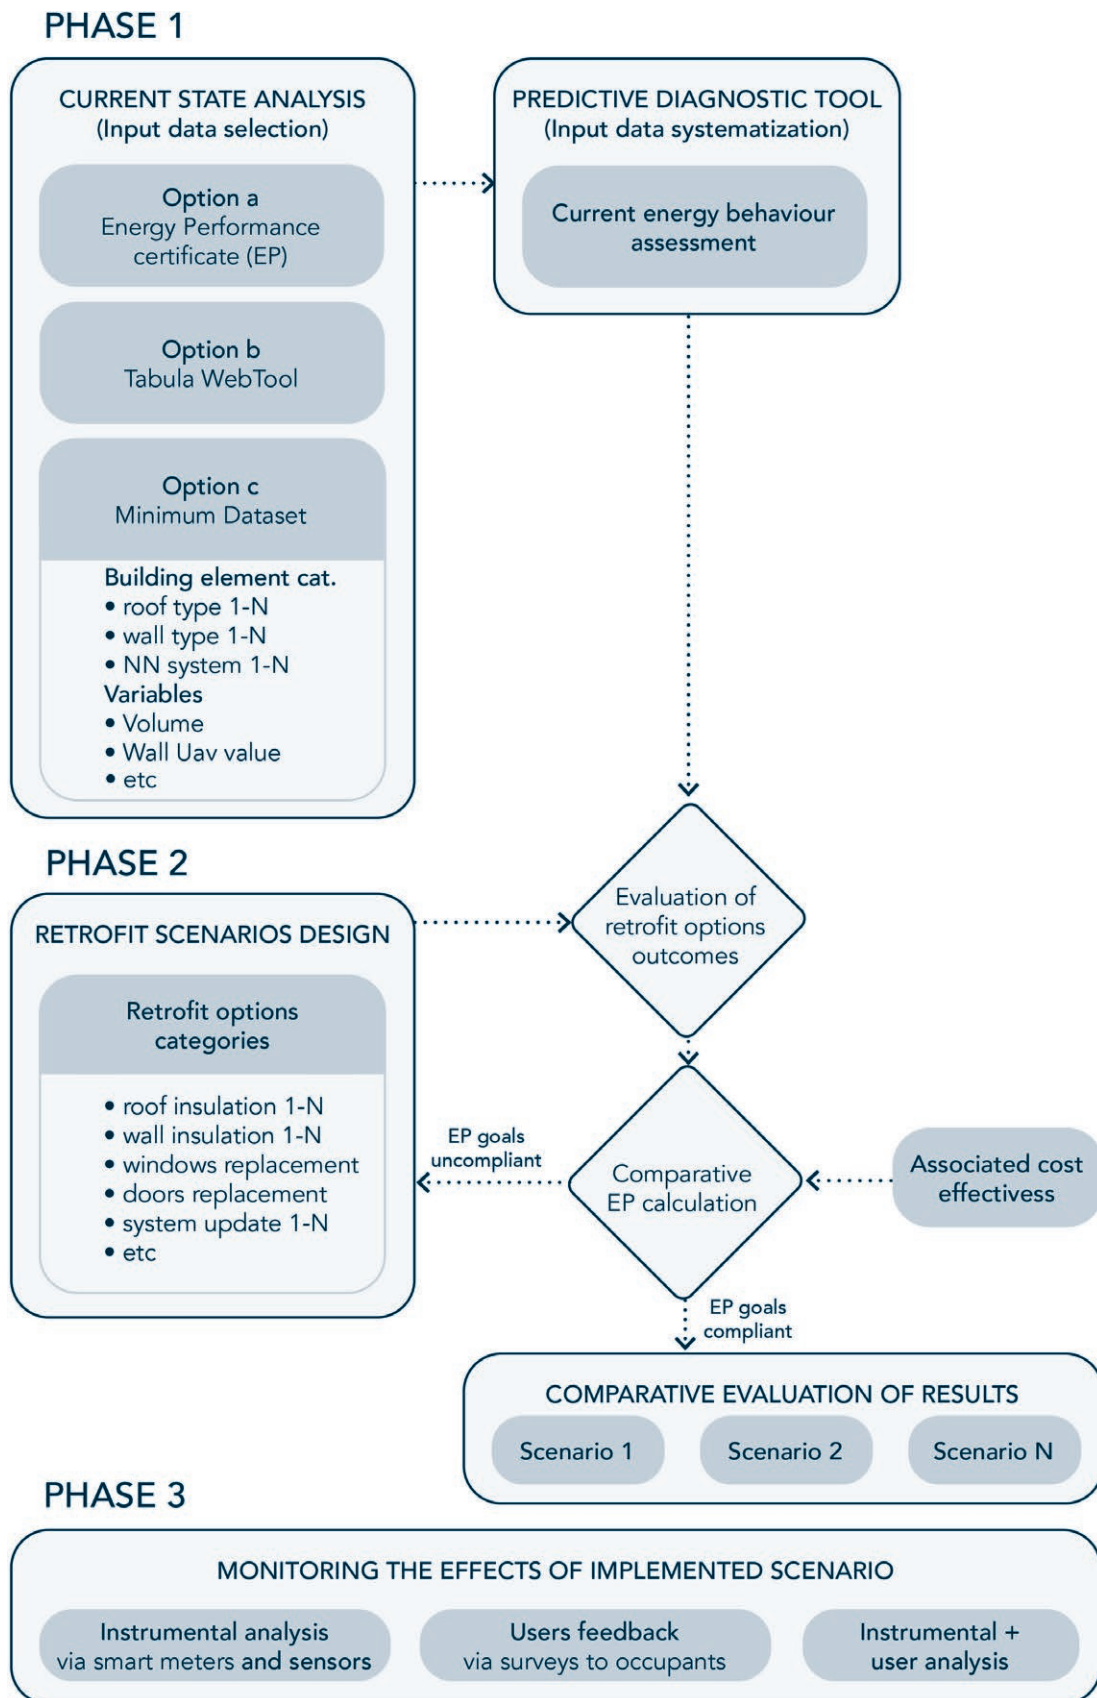 PHASE 1
CURRENT STATE ANALYSIS
(Input data selection)
Option a
Energy Performance
certificate (EP)
Option b
Tabula WebTool
Option c
Minimum Dataset
Building element cat.
• roof type 1-N
• wall type 1-N
• NN system 1-N
Variables
• Volume
• Wall Uav value
• etc
PREDICTIVE DIAGNOSTIC TOOL
(Input data systematization)
Current energy behaviour
assessment
PHASE 2
RETROFIT SCENARIOS DESIGN
Retrofit options
categories
• roof insulation 1-N
• wall insulation 1-N
• windows replacement
• doors replacement
• system update 1-N
• etc
Evaluation of
retrofit options
outcomes
EP goals
uncompliant
Comparative
EP calculation
Associated cost
effectivess
EP goals
compliant
COMPARATIVE EVALUATION OF RESULTS
Scenario 1
Scenario 2
Scenario N
PHASE 3
MONITORING THE EFFECTS OF IMPLEMENTED SCENARIO
Instrumental analysis
via smart meters and sensors
Users feedback
via surveys to occupants
Instrumental +
user analysis